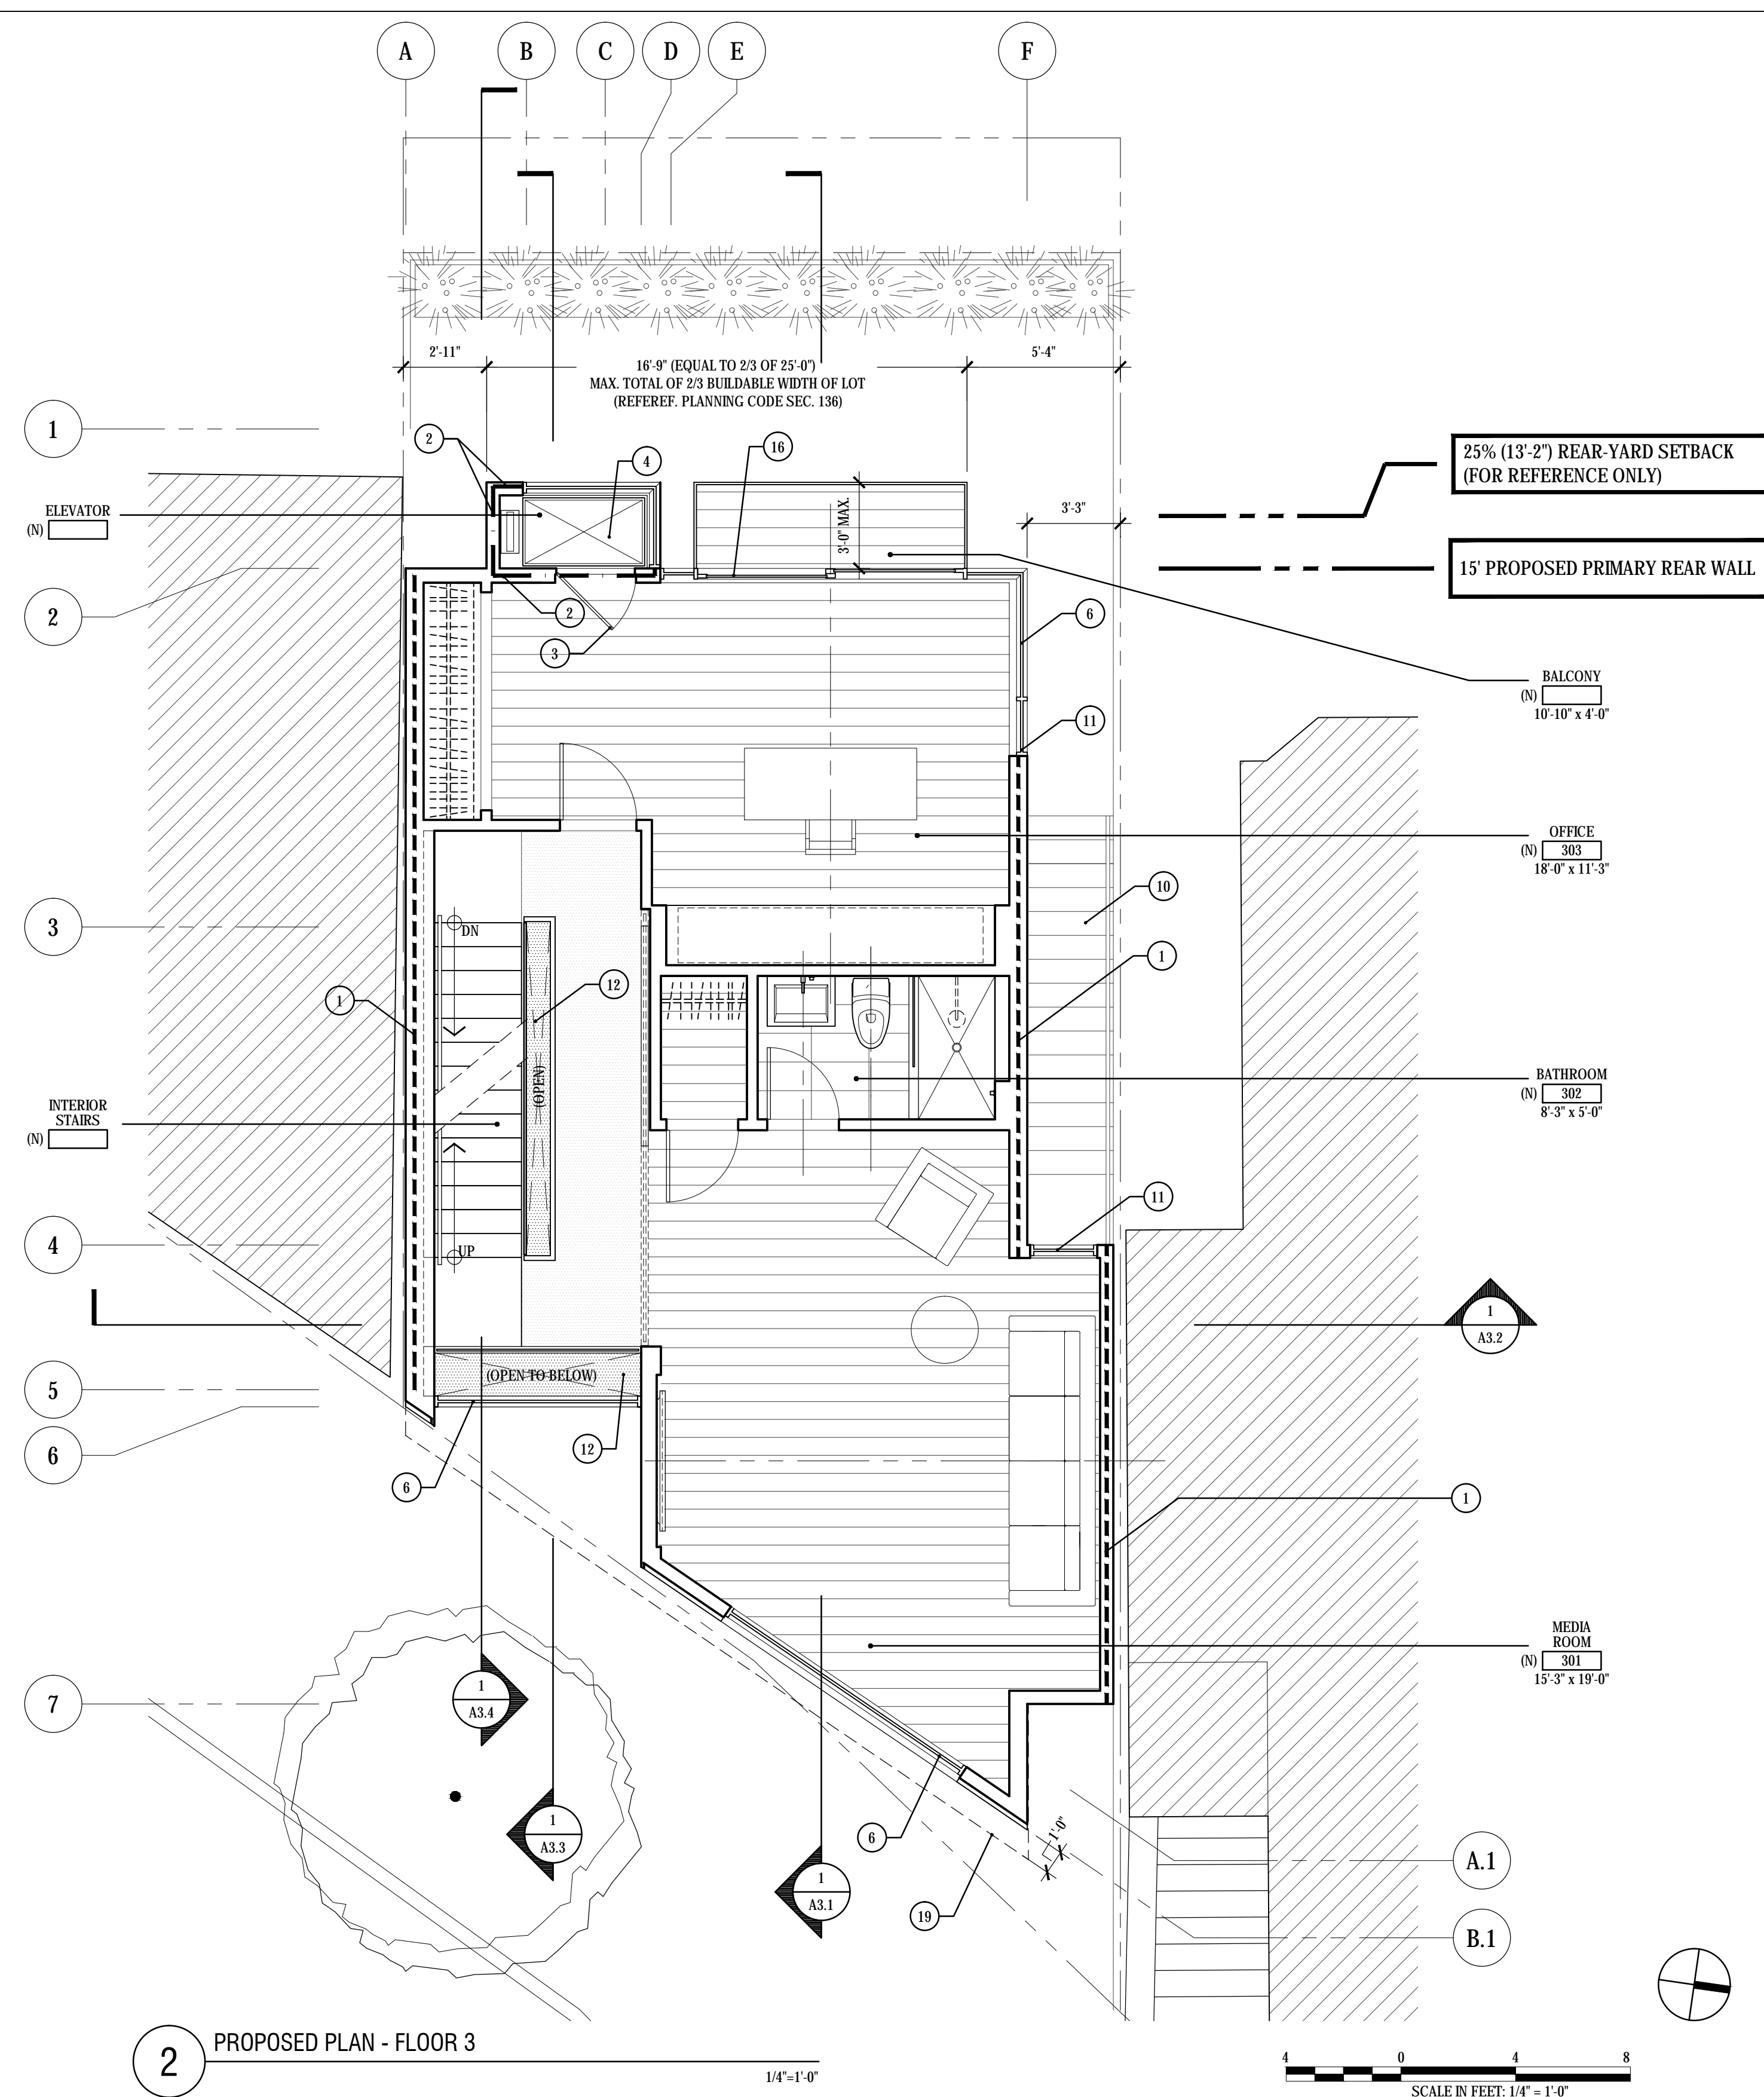 A
B
C
D
E
F
2'-11"
16'-9" (EQUAL TO 2/3 OF 25'-0")
MAX. TOTAL OF 2/3 BUILDABLE WIDTH OF LOT
(REFEREF. PLANNING CODE SEC. 136)
5'-4"
1
2
16
4
25% (13'-2") REAR-YARD SETBACK
(FOR REFERENCE ONLY)
ELEVATOR
(N)
3'-0" MAX.
3'-3"
15' PROPOSED PRIMARY REAR WALL
2
2
3
6
BALCONY
(N)
10'-10" x 4'-0"
11
OFFICE
(N) 303
18'-0" x 11'-3"
10
3
DN
1
12
1
(OPEN)
BATHROOM
(N) 302
8'-3" x 5'-0"
INTERIOR
STAIRS
(N)
11
4
UP
1
A3.2
5
(OPEN TO BELOW)
6
12
6
1
MEDIA
ROOM
(N) 301
15'-3" x 19'-0"
7
1
A3.4
1
A3.3
6
1'-0"
1
A3.1
19
A.1
B.1
2
PROPOSED PLAN - FLOOR 3
1/4"=1'-0"
4 0 4 8
SCALE IN FEET: 1/4" = 1'-0"